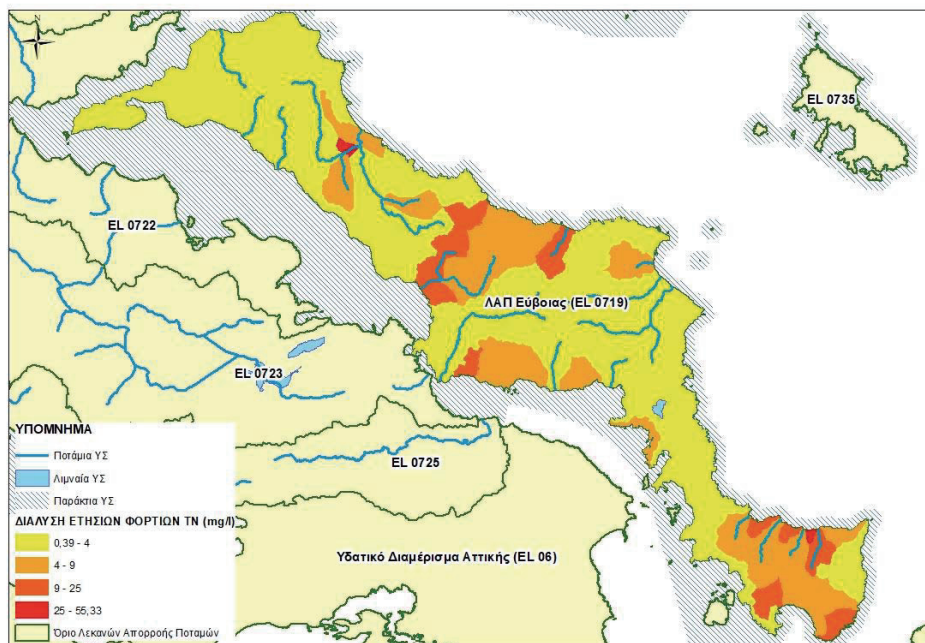 N
EL 0735
EL 0722
ΛΑΠ Εύβοιας (EL 0719)
EL 0723
EL 0725
Υδατικό Διαμέρισμα Αττικής (EL 06)
ΥΠΟΜΝΗΜΑ
Ποτάμια ΥΣ
Λιμναία ΥΣ
Παράκτια ΥΣ
ΔΙΑΛΥΣΗ ΕΤΗΣΙΩΝ ΦΟΡΤΙΩΝ TN (mg/l)
0,39 - 4
4 - 9
9 - 25
25 - 55,33
Όριο Λεκανών Απορροής Ποταμών